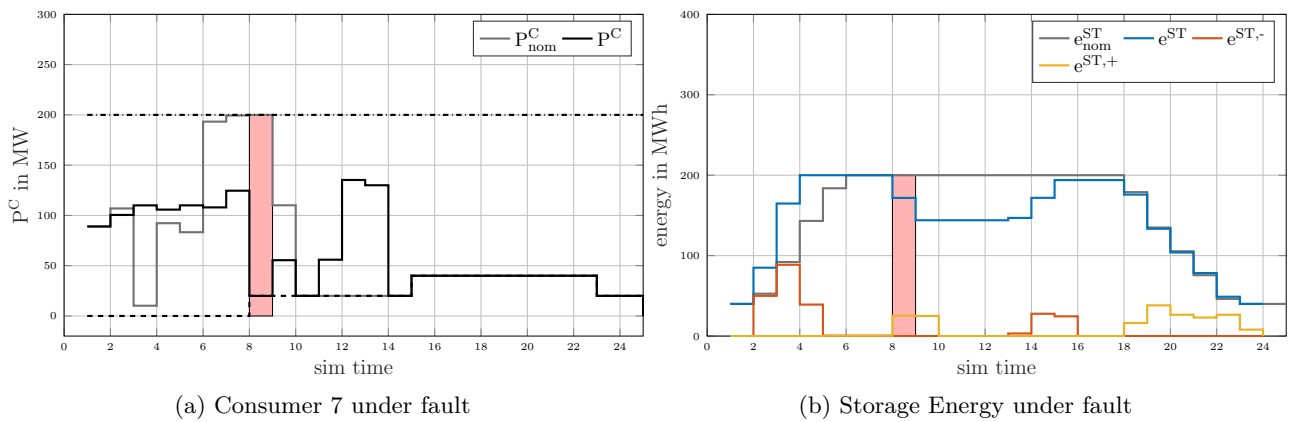 300
250
200
150
100
50
0
P^C in MW
0 2 4 6 8 10 12 14 16 18 20 22 24
sim time
P^C_nom P^C
(a) Consumer 7 under fault
400
300
200
100
0
energy in MWh
0 2 4 6 8 10 12 14 16 18 20 22 24
sim time
e^ST_nom e^ST e^ST,-
e^ST,+
(b) Storage Energy under fault